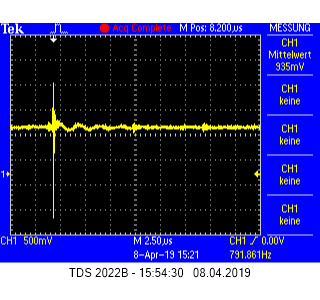 Tek Acq Complete M Pos: 8.200µs MESSUNG
CH1
Mittelwert
935mV
CH1
keine
CH1
keine
CH1
keine
CH1
keine
1
CH1 500mV M 2.50µs CH1 / 0.00V
8-Apr-19 15:21 791.861Hz
TDS 2022B - 15:54:30 08.04.2019